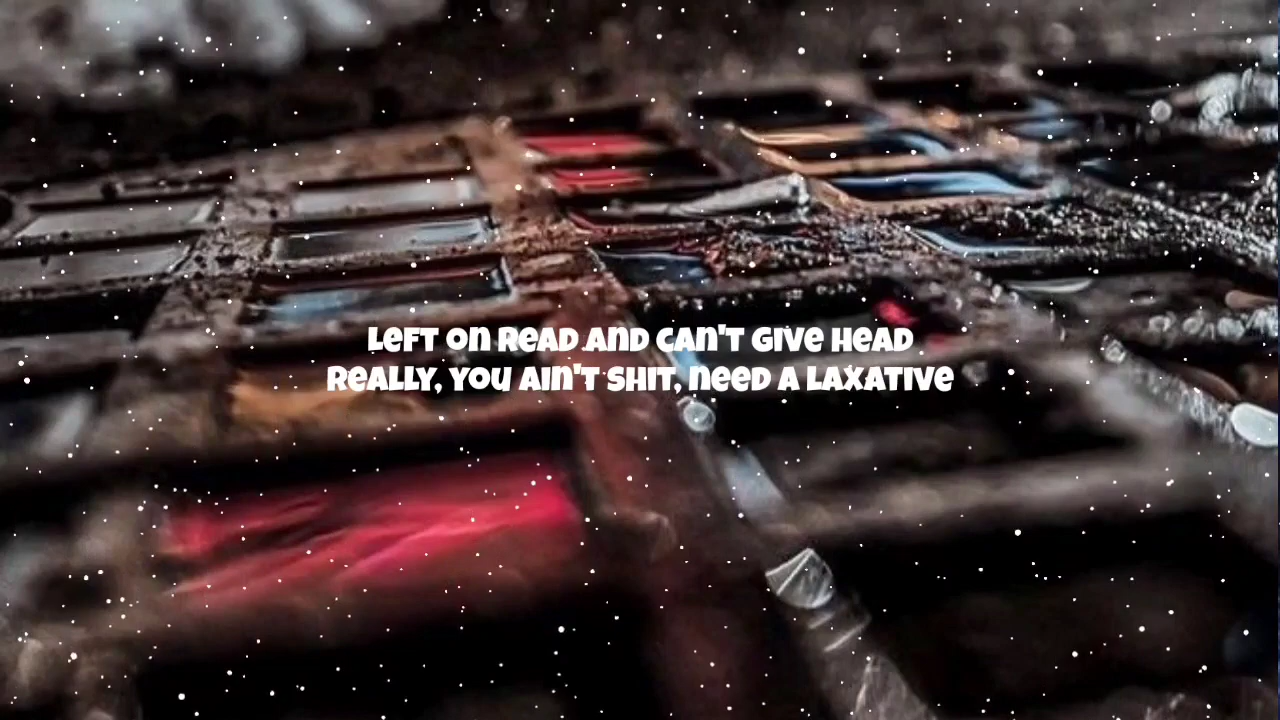 Left on read and can't give head
Really, you ain't shit, need a laxative